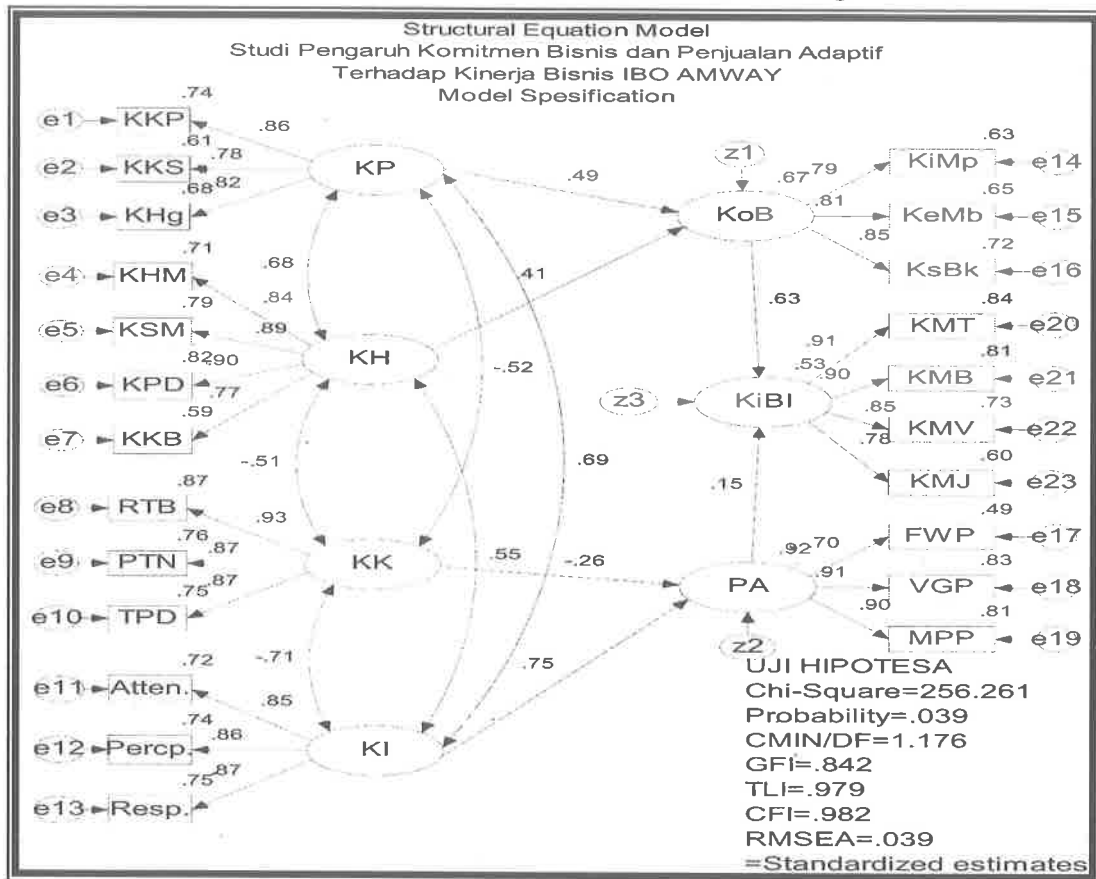 Structural Equation Model
Studi Pengaruh Komitmen Bisnis dan Penjualan Adaptif
Terhadap Kinerja Bisnis IBO AMWAY
Model Spesification
.74
e1 KKP .86
.61
e2 KKS .78
KP
.68 .82
e3 KHg
.71
e4 KHM .68 .84
.79
e5 KSM .89
KH
.82 .90
e6 KPD .77
.59
e7 KKB
-.51
.87
e8 RTB .93
.76
e9 PTN .87
KK
.75 .87
e10 TPD
.72 -.71
e11 Atten. .85
.74
e12 Percp. .86
KI
.75 .87
e13 Resp.
.49
.41
-.52
.69
.55
-.26
.75
z1
KoB
.67 .79 .63
KiMp e14
.81 .65
KeMb e15
.85 .72
KsBk e16
.63
.84
.91 KMT e20
.53 .90 .81
KMB e21
z3 KiBI
.85 .73
KMV e22
.78 .60
KMJ e23
.15
.49
.92 .70 FWP e17
PA
.91 .83
VGP e18
.90 .81
MPP e19
z2
UJI HIPOTESA
Chi-Square=256.261
Probability=.039
CMIN/DF=1.176
GFI=.842
TLI=.979
CFI=.982
RMSEA=.039
=Standardized estimates